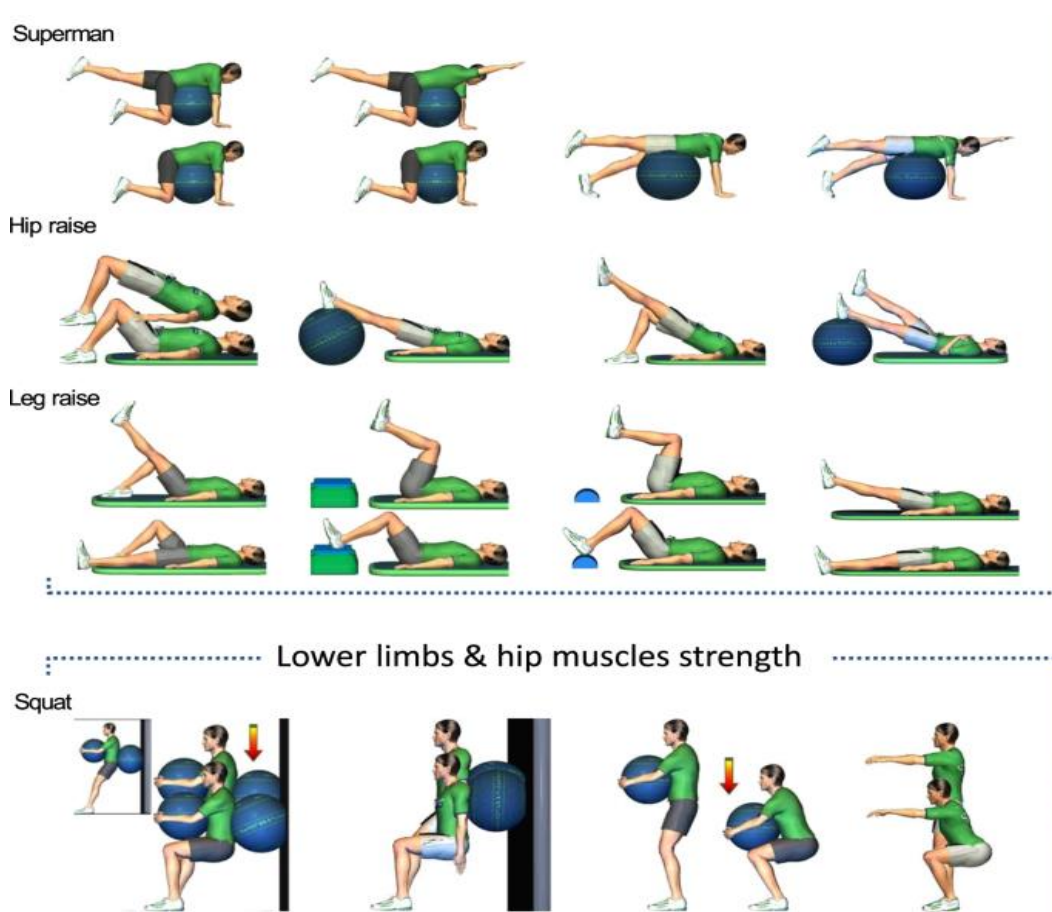 Superman
Hip raise
Leg raise
Lower limbs & hip muscles strength
Squat